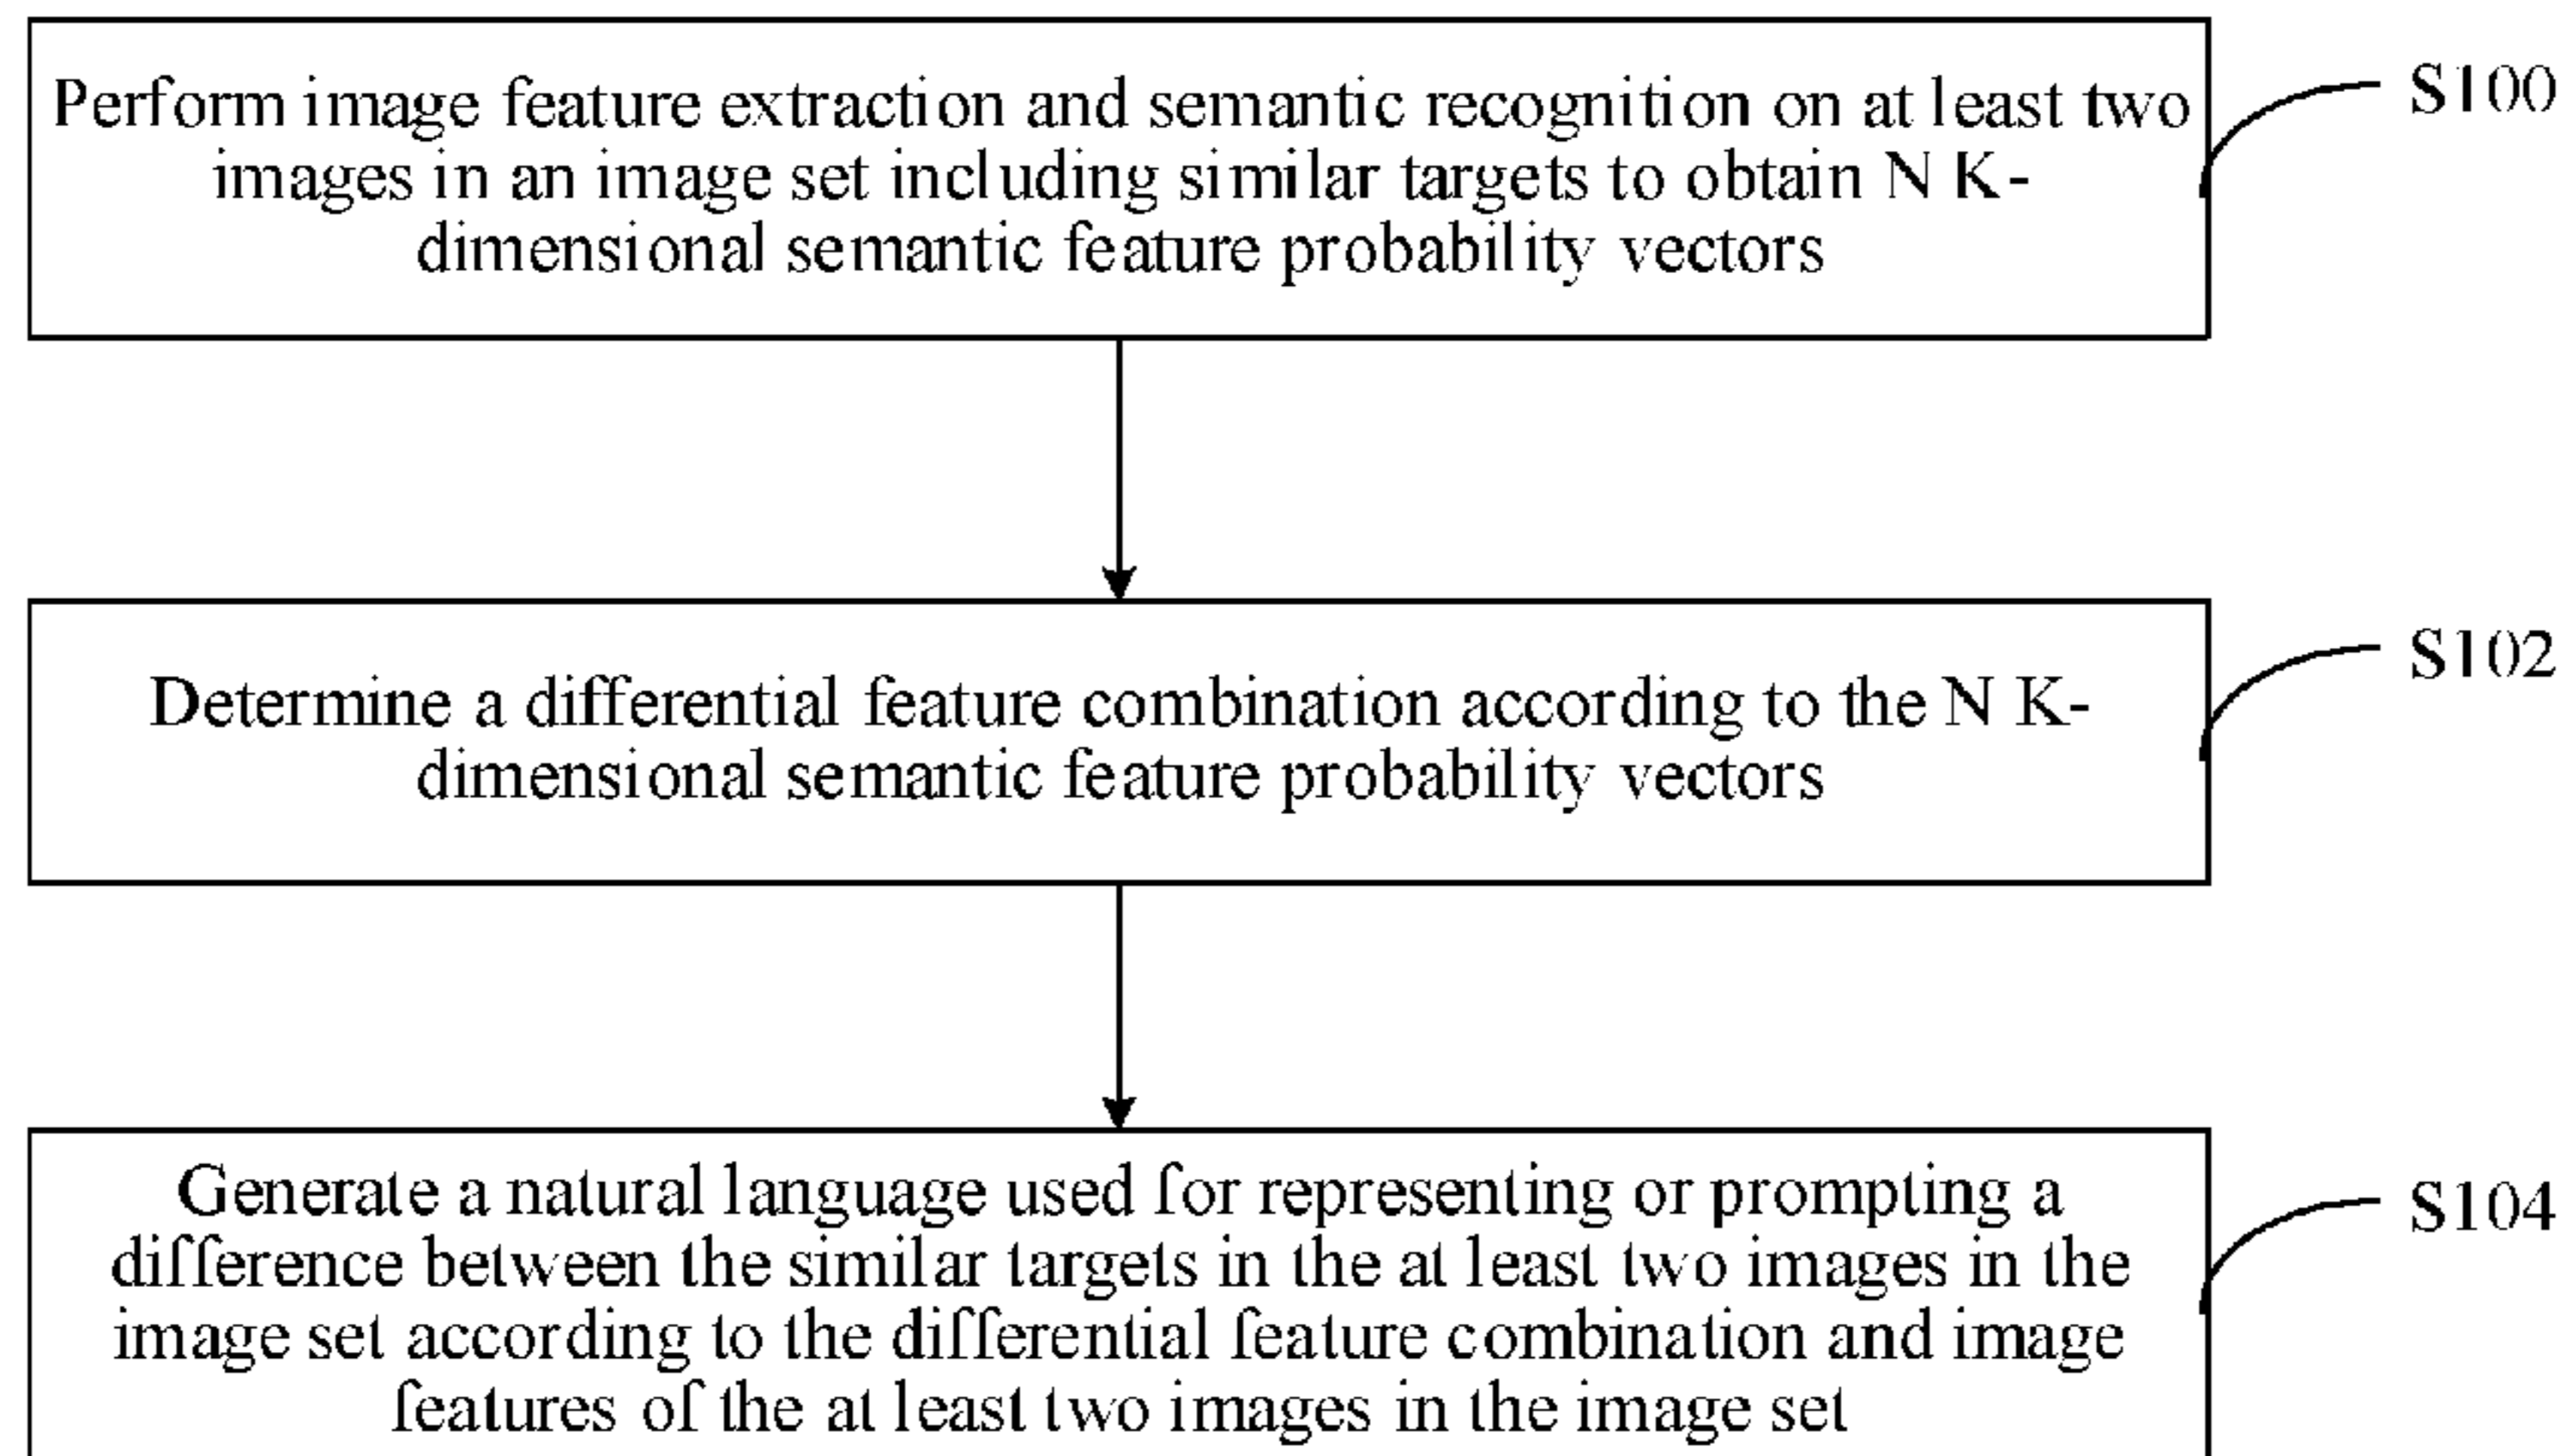 Perform image feature extraction and semantic recognition on at least two
images in an image set including similar targets to obtain N K-
dimensional semantic feature probability vectors
S100
Determine a differential feature combination according to the N K-
dimensional semantic feature probability vectors
S102
Generate a natural language used for representing or prompting a
difference between the similar targets in the at least two images in the
image set according to the differential feature combination and image
features of the at least two images in the image set
S104